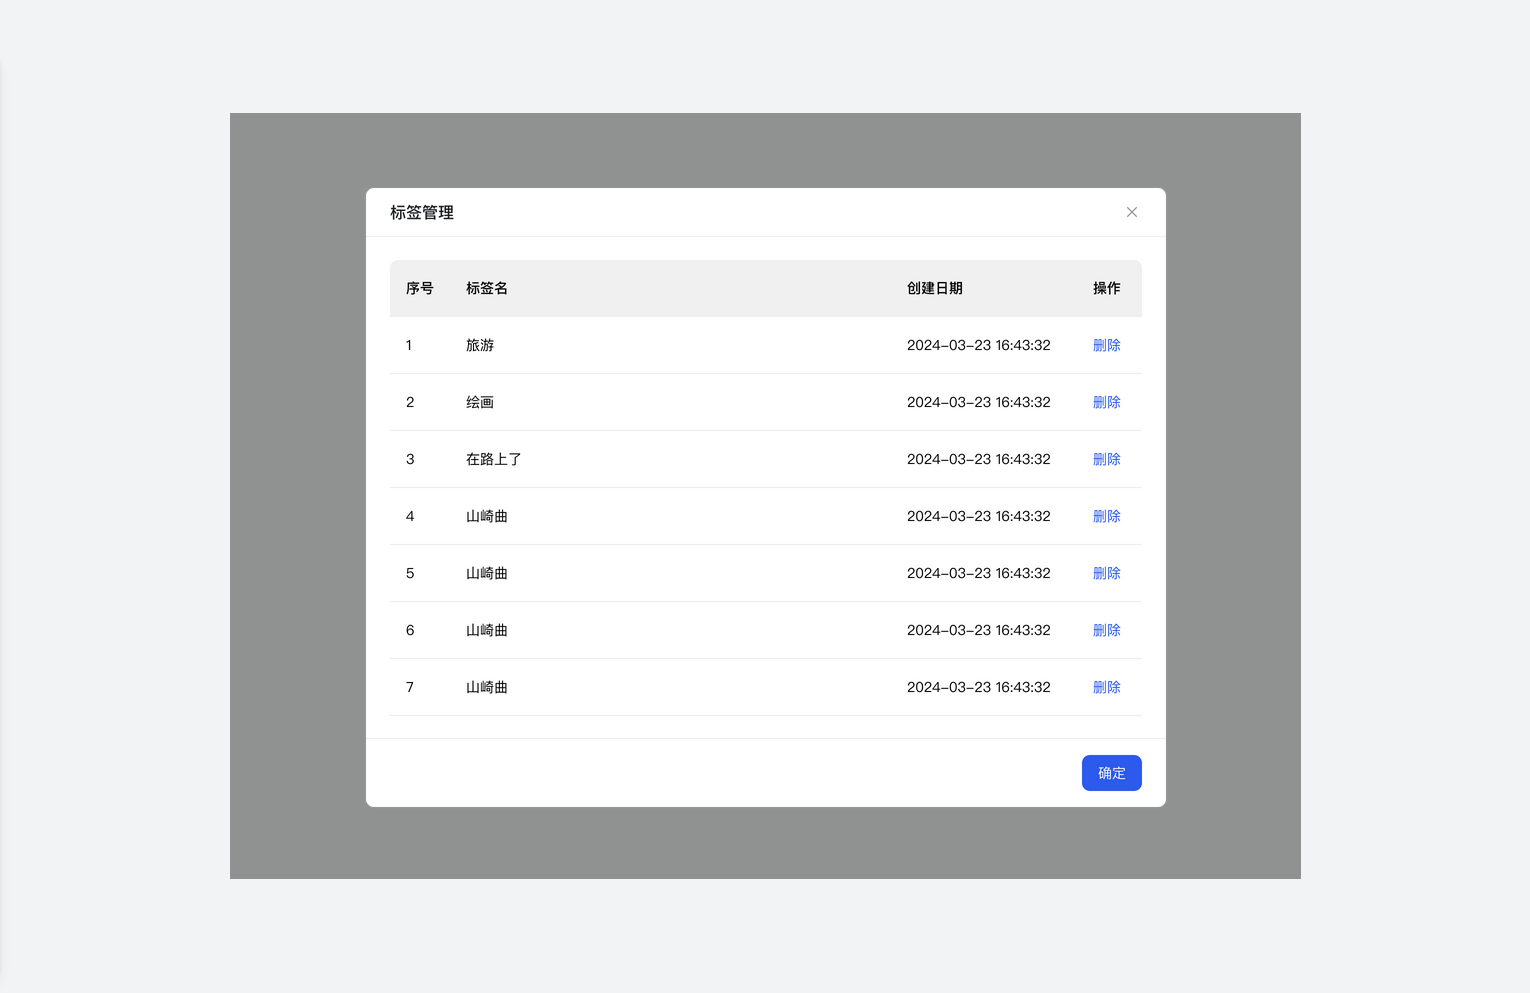 标签管理
序号 标签名 创建日期 操作
1 旅游 2024-03-23 16:43:32 删除
2 绘画 2024-03-23 16:43:32 删除
3 在路上了 2024-03-23 16:43:32 删除
4 山崎曲 2024-03-23 16:43:32 删除
5 山崎曲 2024-03-23 16:43:32 删除
6 山崎曲 2024-03-23 16:43:32 删除
7 山崎曲 2024-03-23 16:43:32 删除
确定